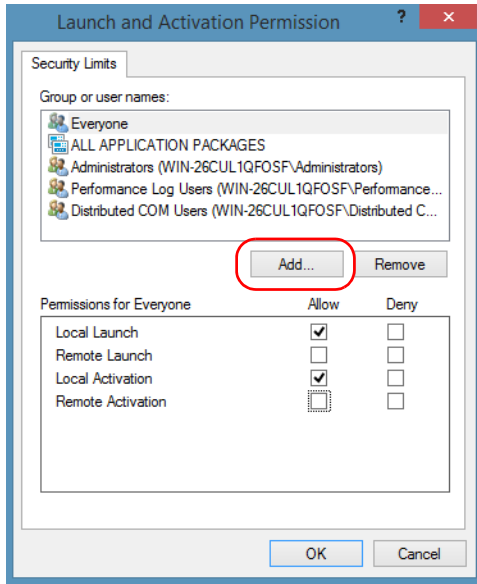 Launch and Activation Permission ? ×
Security Limits
Group or user names:
Everyone
ALL APPLICATION PACKAGES
Administrators (WIN-26CUL1QFOSF\Administrators)
Performance Log Users (WIN-26CUL1QFOSF\Performance...
Distributed COM Users (WIN-26CUL1QFOSF\Distributed C...
Add... Remove
Permissions for Everyone Allow Deny
Local Launch
Remote Launch
Local Activation
Remote Activation
OK Cancel